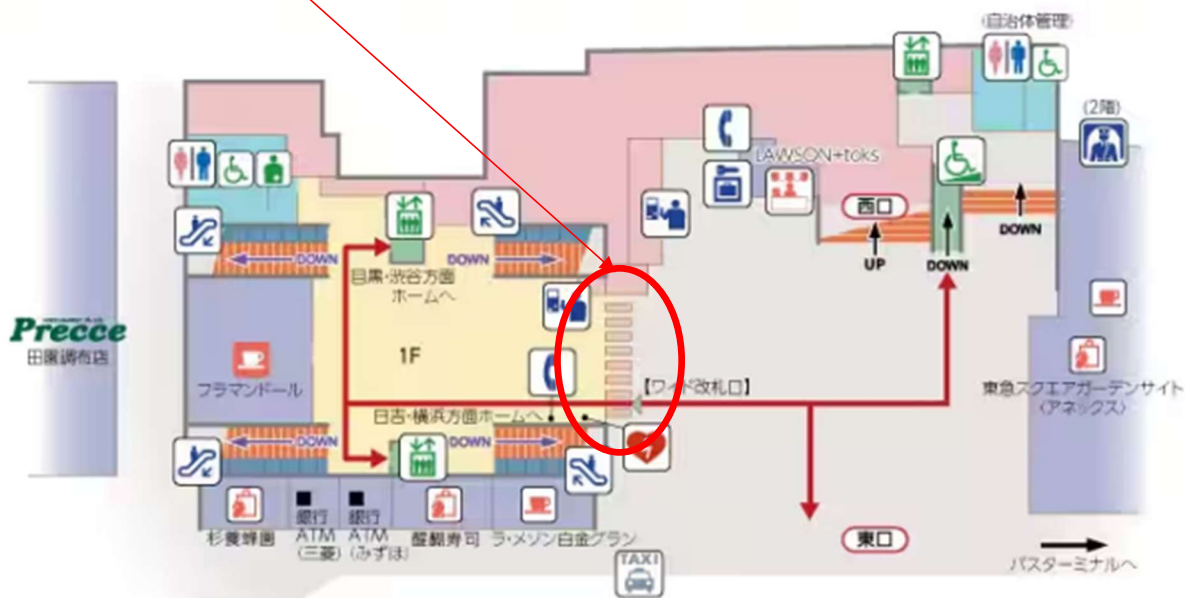 (自治体管理)
(2階)
LAWSON+toks
西口
UP
DOWN
DOWN
DOWN
DOWN
目黒・渋谷方面
ホームへ
Precce
田園調布店
フラマンドール
1F
【ワイド改札口】
日吉・横浜方面ホームへ
東急スクエアガーデンサイト
(アネックス)
DOWN
DOWN
杉養蜂園
銀行
ATM
(三菱)
銀行
ATM
(みずほ)
醍醐寿司
ラ・メゾン白金グラン
東口
TAXI
バスターミナルへ